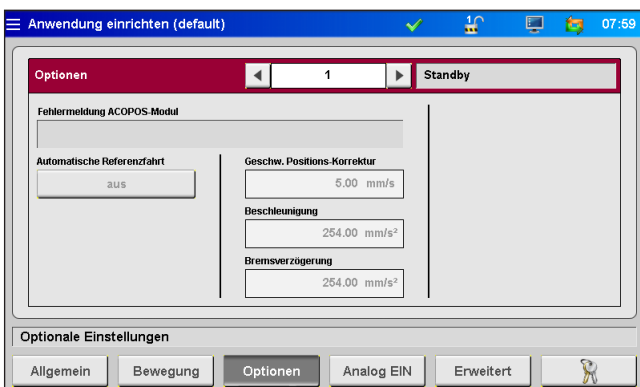 Anwendung einrichten (default)
07:59
Optionen
1
Standby
Fehlermeldung ACOPOS-Modul
Automatische Referenzfahrt
aus
Geschw. Positions-Korrektur
5.00 mm/s
Beschleunigung
254.00 mm/s²
Bremsverzögerung
254.00 mm/s²
Optionale Einstellungen
Allgemein
Bewegung
Optionen
Analog EIN
Erweitert